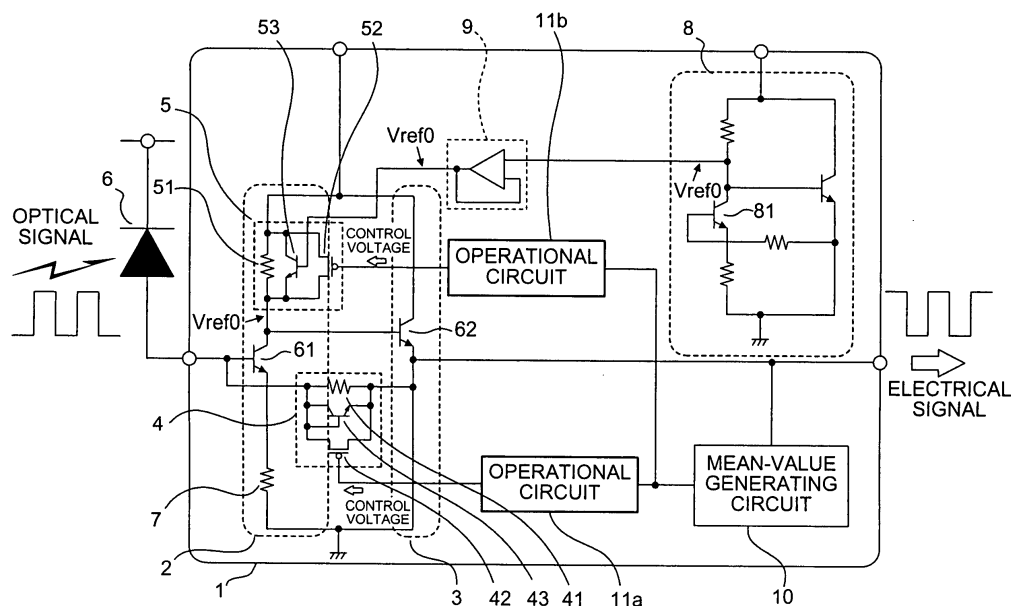 53
52
11b
9
8
5
Vref0
6
51
Vref0
OPTICAL
SIGNAL
CONTROL
VOLTAGE
OPERATIONAL
CIRCUIT
81
Vref0
62
61
ELECTRICAL
SIGNAL
4
OPERATIONAL
CIRCUIT
MEAN-VALUE
GENERATING
CIRCUIT
7
CONTROL
VOLTAGE
2
1
3
42
43
41
11a
10